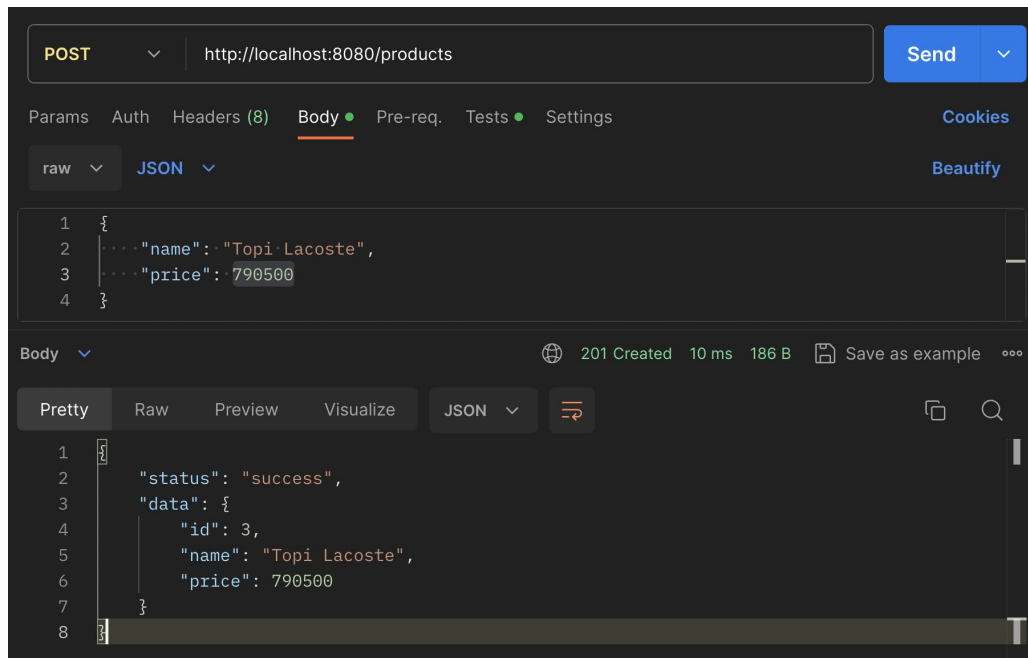 POST http://localhost:8080/products Send
Params Auth Headers (8) Body Pre-req. Tests Settings Cookies
raw JSON Beautify
1 {
2 "name": "Topi Lacoste",
3 "price": 790500
4 }
Body 201 Created 10 ms 186 B Save as example
Pretty Raw Preview Visualize JSON
1 {
2 "status": "success",
3 "data": {
4 "id": 3,
5 "name": "Topi Lacoste",
6 "price": 790500
7 }
8 }